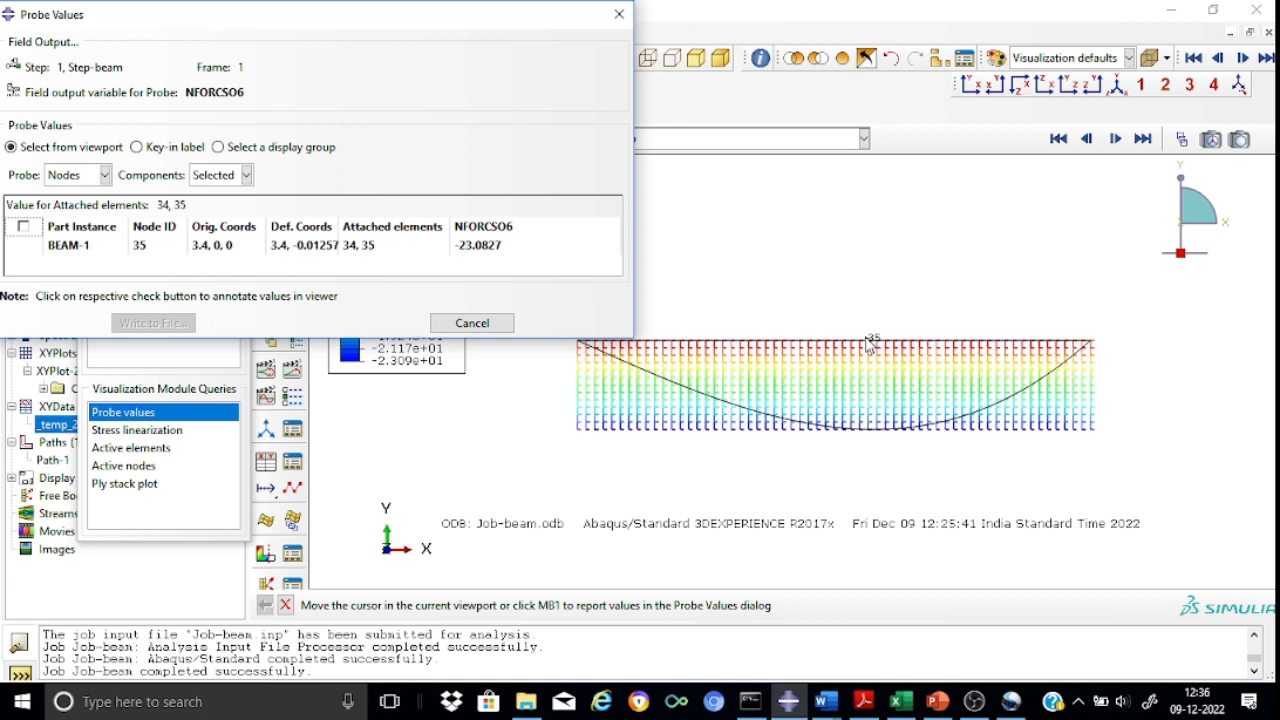 Probe Values
Field Output...
Step: 1, Step-beam Frame: 1
Field output variable for Probe: NFORCSO6
Probe Values
Select from viewport Key-in label Select a display group
Probe: Nodes Components: Selected
Value for Attached elements: 34, 35
Part Instance Node ID Orig. Coords Def. Coords Attached elements NFORCSO6
BEAM-1 35 3.4, 0, 0 3.4, -0.01257 34, 35 -23.0827
Note: Click on respective check button to annotate values in viewer
Write to File... Cancel
Visualization defaults
1 2 3 4
Y
X
-2.117e+01
-2.309e+01
35
XYPlots
XYPlot-2
XYData
_temp_2
Paths (1
Path-1
Display
Free Bo
Streams
Movies
Images
Visualization Module Queries
Probe values
Stress linearization
Active elements
Active nodes
Ply stack plot
Y
X
ODB: Job-beam.odb Abaqus/Standard 3DEXPERIENCE R2017x Fri Dec 09 12:25:41 India Standard Time 2022
Move the cursor in the current viewport or click MB1 to report values in the Probe Values dialog
SIMULIA
The job input file "Job-beam.inp" has been submitted for analysis.
Job Job-beam: Analysis Input File Processor completed successfully.
Job Job-beam: Abaqus/Standard completed successfully.
Job Job-beam completed successfully.
Type here to search
12:36
09-12-2022